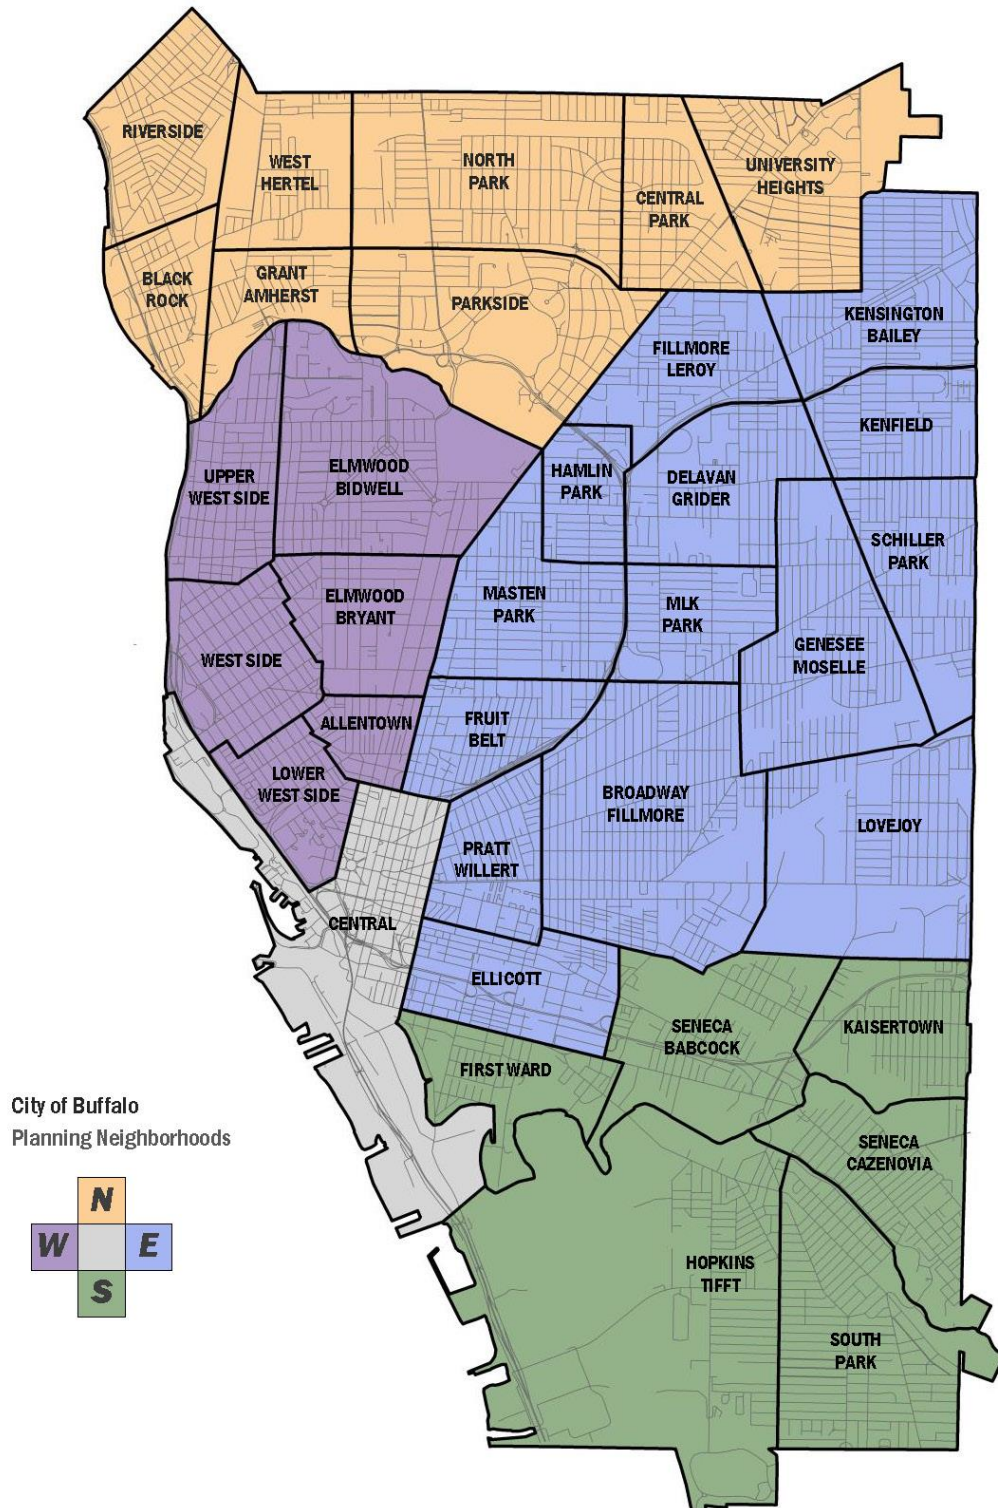 RIVERSIDE
WEST
HERTEL
NORTH
PARK
CENTRAL
PARK
UNIVERSITY
HEIGHTS
BLACK
ROCK
GRANT
AMHERST
PARKSIDE
KENSINGTON
BAILEY
FILLMORE
LEROY
KENFIELD
UPPER
WEST SIDE
ELMWOOD
BIDWELL
HAMLIN
PARK
DELAVAN
GRIDER
SCHILLER
PARK
ELMWOOD
BRYANT
MASTEN
PARK
MLK
PARK
GENESEE
MOSELLE
WEST SIDE
ALLENTOWN
FRUIT
BELT
LOWER
WEST SIDE
BROADWAY
FILLMORE
LOVEJOY
PRATT
WILLERT
CENTRAL
ELLICOTT
SENECA
BABCOCK
KAISERTOWN
FIRST WARD
City of Buffalo
Planning Neighborhoods
SENECA
CAZENOVIA
N
W
E
S
HOPKINS
TIFFT
SOUTH
PARK